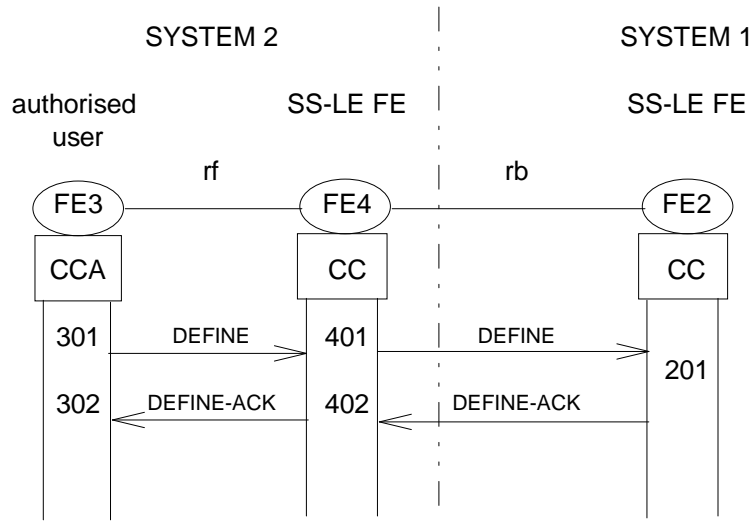 SYSTEM 2 SYSTEM 1
authorised user SS-LE FE SS-LE FE
rf rb
FE3 FE4 FE2
CCA CC CC
301 DEFINE 401 DEFINE
201
302 DEFINE-ACK 402 DEFINE-ACK